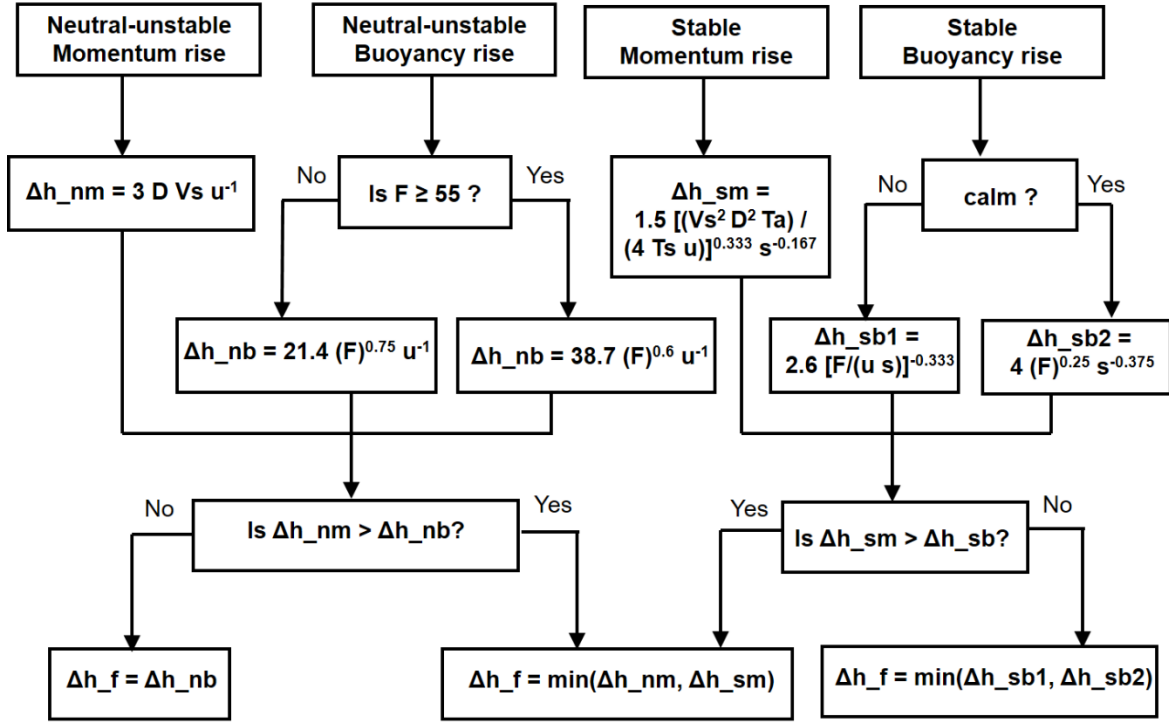 Neutral-unstable
Momentum rise
Neutral-unstable
Buoyancy rise
Stable
Momentum rise
Stable
Buoyancy rise
Δh_nm = 3 D Vs u⁻¹
No
Is F ≥ 55 ?
Yes
Δh_sm =
1.5 [(Vs² D² Ta) /
(4 Ts u)]⁰·³³³ s⁻⁰·¹⁶⁷
No
calm ?
Yes
Δh_nb = 21.4 (F)⁰·⁷⁵ u⁻¹
Δh_nb = 38.7 (F)⁰·⁶ u⁻¹
Δh_sb1 =
2.6 [F/(u s)]⁻⁰·³³³
Δh_sb2 =
4 (F)⁰·²⁵ s⁻⁰·³⁷⁵
No
Is Δh_nm > Δh_nb?
Yes
Yes
Is Δh_sm > Δh_sb?
No
Δh_f = Δh_nb
Δh_f = min(Δh_nm, Δh_sm)
Δh_f = min(Δh_sb1, Δh_sb2)